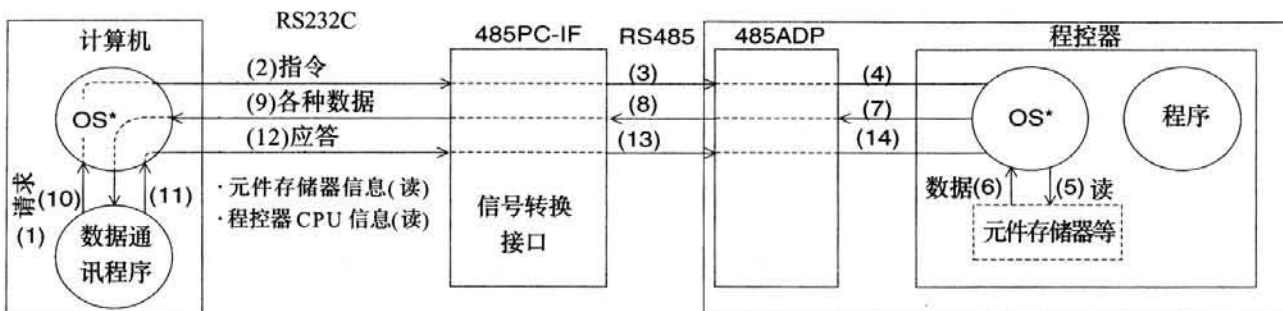 RS232C
计算机
485PC-IF
RS485
485ADP
程控器
(2)指令
(3)
(4)
OS*
(9)各种数据
(8)
(7)
OS*
程序
(12)应答
(13)
(14)
请求
(1)
(10)
(11)
·元件存储器信息(读)
·程控器CPU信息(读)
信号转换
接口
数据(6)
(5)读
数据通
讯程序
元件存储器等